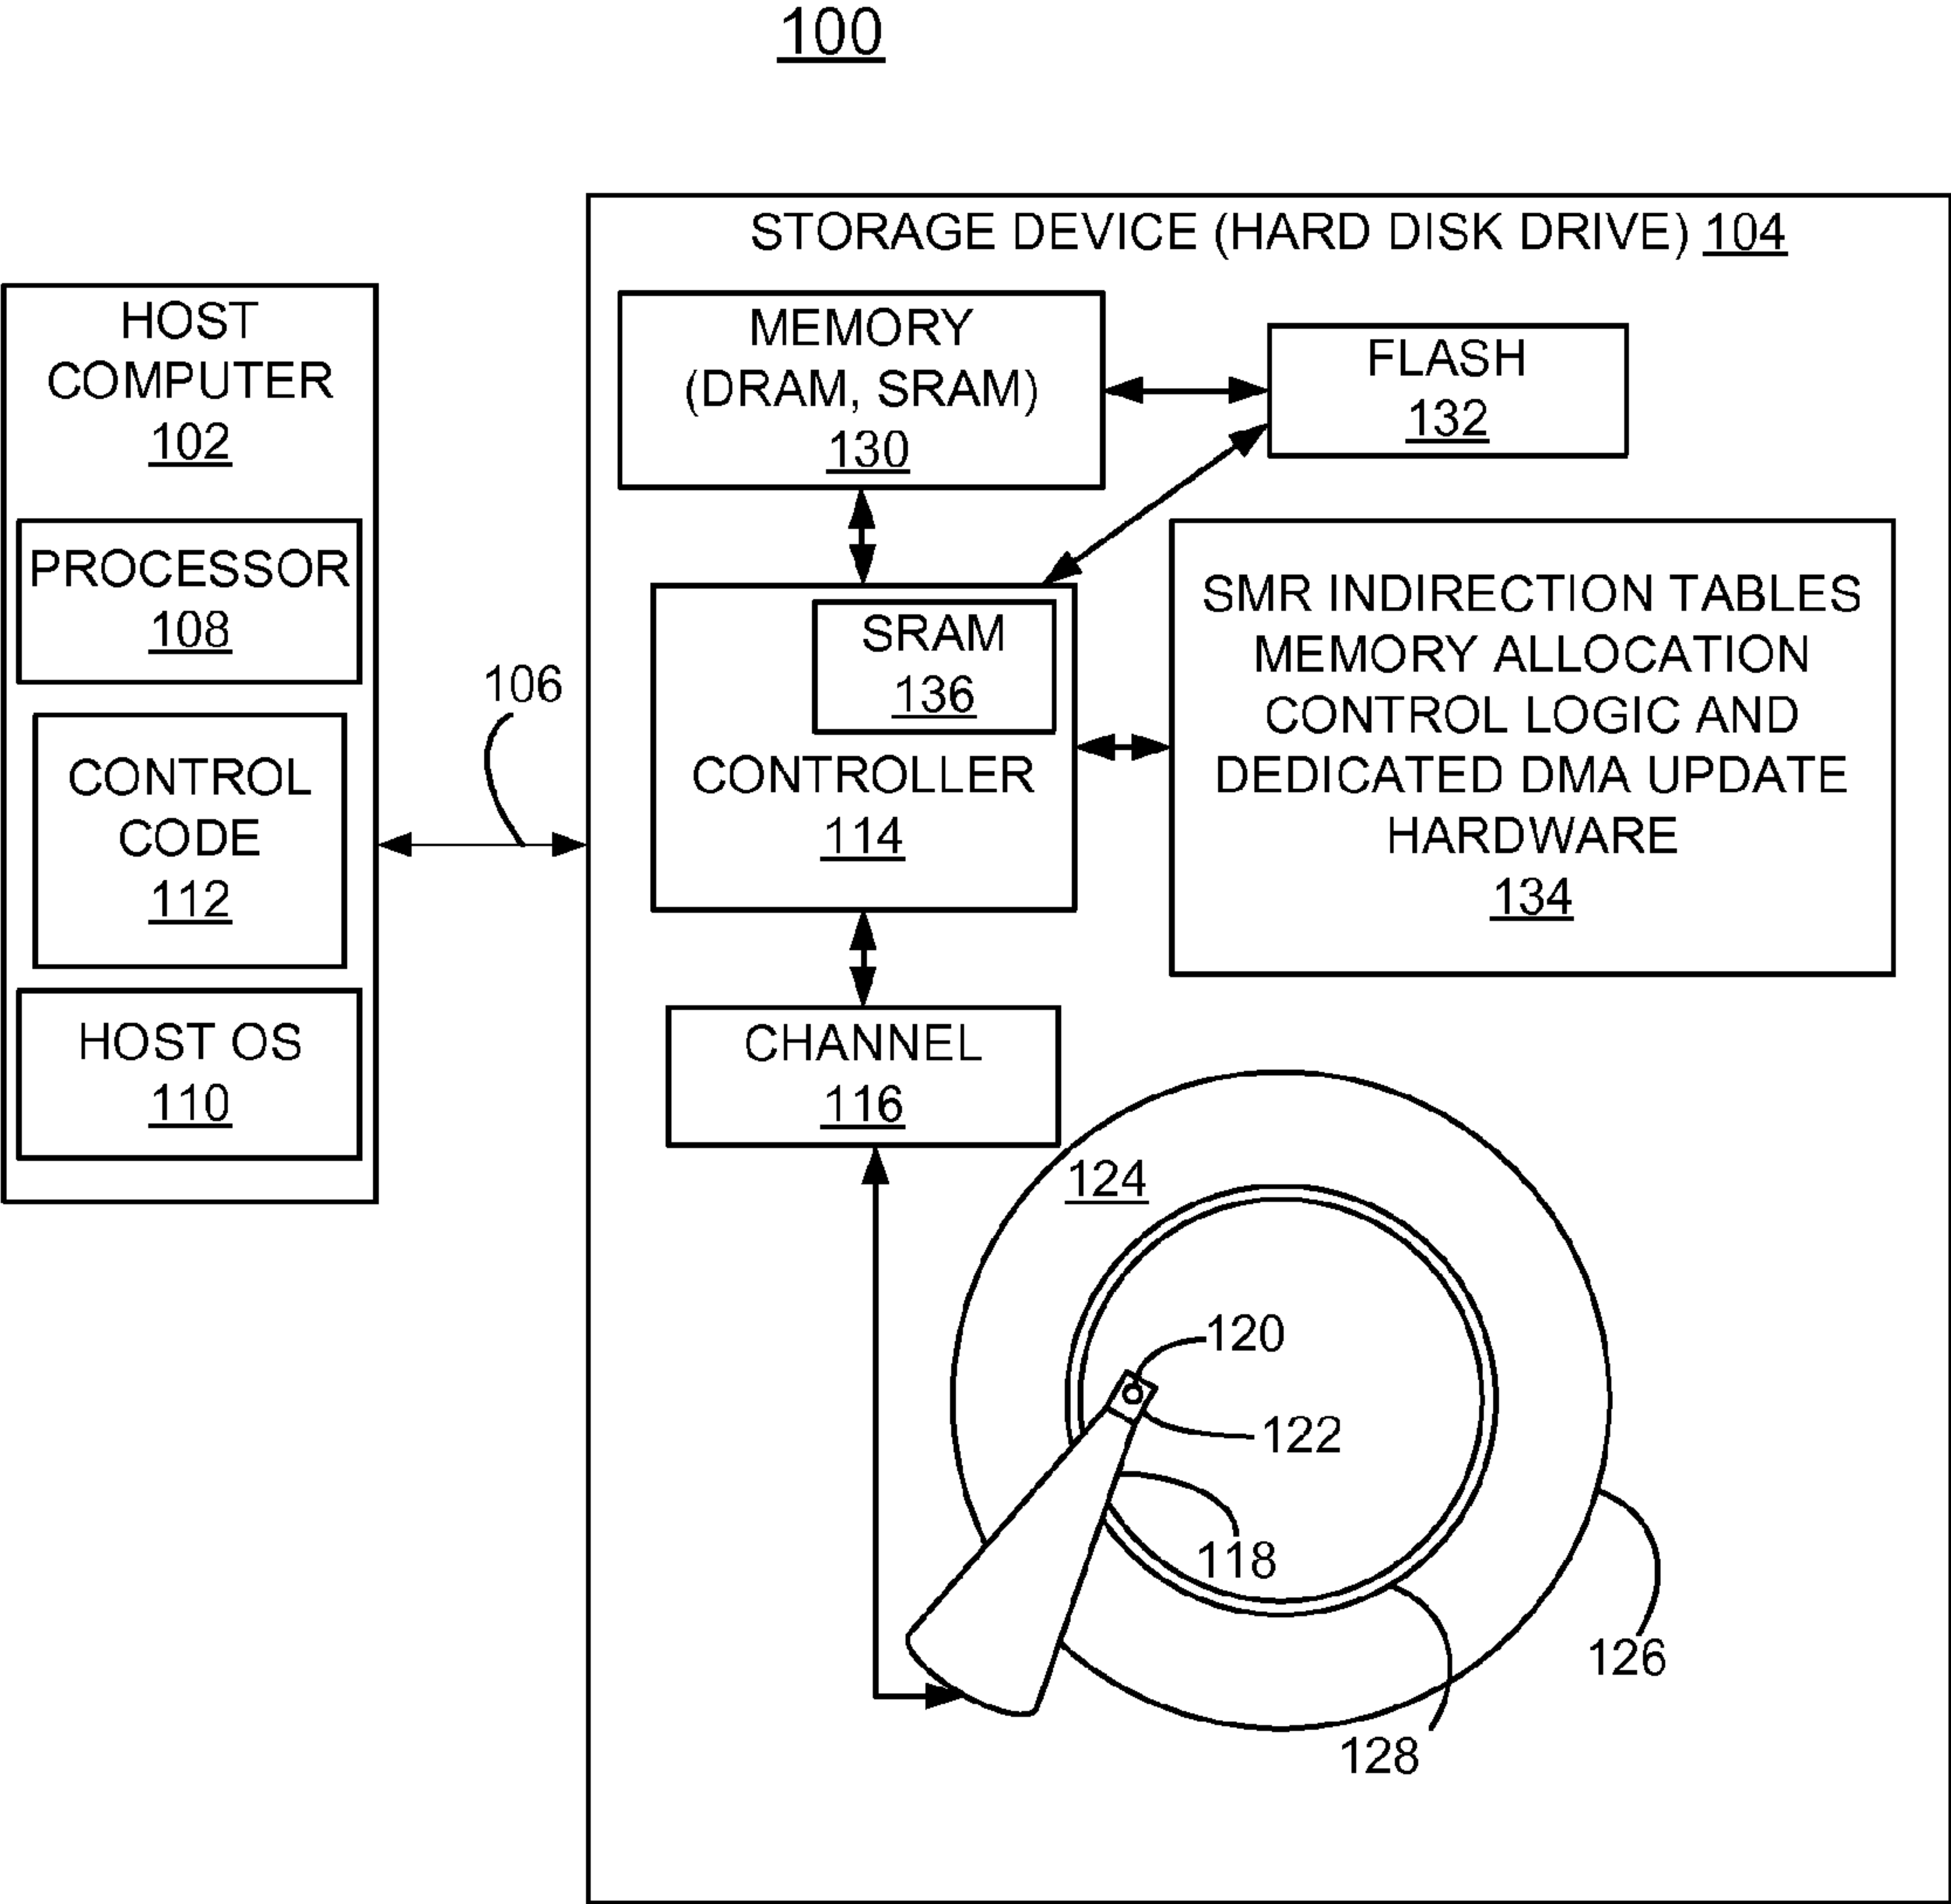 100
HOST
COMPUTER
102
PROCESSOR
108
CONTROL
CODE
112
HOST OS
110
106
STORAGE DEVICE (HARD DISK DRIVE) 104
MEMORY
(DRAM, SRAM)
130
FLASH
132
SRAM
136
CONTROLLER
114
SMR INDIRECTION TABLES
MEMORY ALLOCATION
CONTROL LOGIC AND
DEDICATED DMA UPDATE
HARDWARE
134
CHANNEL
116
124
120
122
118
126
128